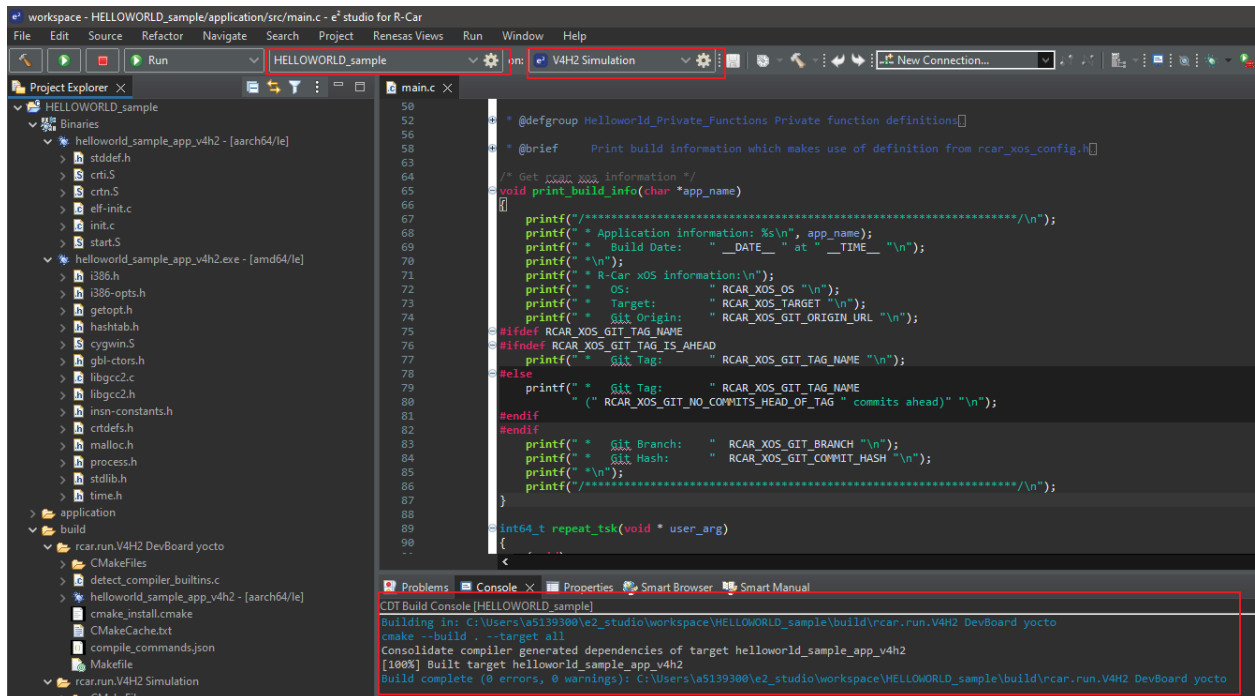 workspace - HELLOWORLD_sample/application/src/main.c - e² studio for R-Car
File Edit Source Refactor Navigate Search Project Renesas Views Run Window Help
Run HELLOWORLD_sample on: V4H2 Simulation New Connection...
Project Explorer
HELLOWORLD_sample
Binaries
helloworld_sample_app_v4h2 - [aarch64/le]
stddef.h
crti.S
crtn.S
elf-init.c
init.c
start.S
helloworld_sample_app_v4h2.exe - [amd64/le]
i386.h
i386-opts.h
getopt.h
hashtab.h
cygwin.S
gbl-ctors.h
libgcc2.c
libgcc2.h
insn-constants.h
crtdefs.h
malloc.h
process.h
stdlib.h
time.h
application
build
rcar.run.V4H2 DevBoard yocto
CMakeFiles
detect_compiler_builtins.c
helloworld_sample_app_v4h2 - [aarch64/le]
cmake_install.cmake
CMakeCache.txt
compile_commands.json
Makefile
rcar.run.V4H2 Simulation
main.c
50
52 * @defgroup Helloworld_Private_Functions Private function definitions
56
58 * @brief Print build information which makes use of definition from rcar_xos_config.h
63
64 /* Get rcar xos information */
65 void print_build_info(char *app_name)
66 {
67 printf("/******************************************************************/\n");
68 printf(" * Application information: %s\n", app_name);
69 printf(" * Build Date: " __DATE__ " at " __TIME__ "\n");
70 printf(" *\n");
71 printf(" * R-Car xOS information:\n");
72 printf(" * OS: " RCAR_XOS_OS "\n");
73 printf(" * Target: " RCAR_XOS_TARGET "\n");
74 printf(" * Git Origin: " RCAR_XOS_GIT_ORIGIN_URL "\n");
75 #ifdef RCAR_XOS_GIT_TAG_NAME
76 #ifndef RCAR_XOS_GIT_TAG_IS_AHEAD
77 printf(" * Git Tag: " RCAR_XOS_GIT_TAG_NAME "\n");
78 #else
79 printf(" * Git Tag: " RCAR_XOS_GIT_TAG_NAME
80 " (" RCAR_XOS_GIT_NO_COMMITS_HEAD_OF_TAG " commits ahead)" "\n");
81 #endif
82 #endif
83 printf(" * Git Branch: " RCAR_XOS_GIT_BRANCH "\n");
84 printf(" * Git Hash: " RCAR_XOS_GIT_COMMIT_HASH "\n");
85 printf(" *\n");
86 printf("/******************************************************************/\n");
87 }
88
89 int64_t repeat_tsk(void * user_arg)
90 {
Problems Console Properties Smart Browser Smart Manual
CDT Build Console [HELLOWORLD_sample]
Building in: C:\Users\a5139300\e2_studio\workspace\HELLOWORLD_sample\build\rcar.run.V4H2 DevBoard yocto
cmake --build . --target all
Consolidate compiler generated dependencies of target helloworld_sample_app_v4h2
[100%] Built target helloworld_sample_app_v4h2
Build complete (0 errors, 0 warnings): C:\Users\a5139300\e2_studio\workspace\HELLOWORLD_sample\build\rcar.run.V4H2 DevBoard yocto